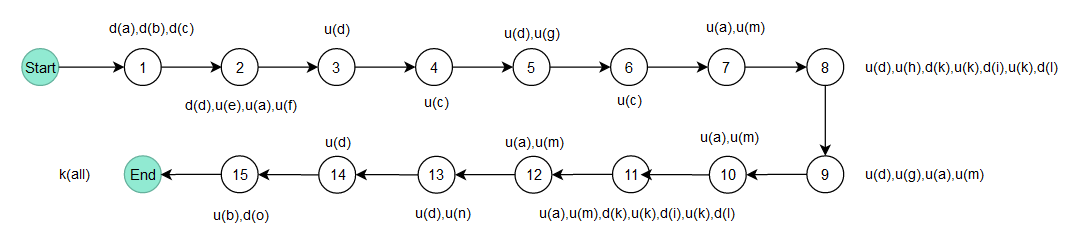 d(a),d(b),d(c)
u(d)
u(d),u(g)
u(a),u(m)
Start
1
2
3
4
5
6
7
8
u(d),u(h),d(k),u(k),d(i),u(k),d(l)
d(d),u(e),u(a),u(f)
u(c)
u(c)
u(d)
u(a),u(m)
u(a),u(m)
k(all)
End
15
14
13
12
11
10
9
u(d),u(g),u(a),u(m)
u(b),d(o)
u(d),u(n)
u(a),u(m),d(k),u(k),d(i),u(k),d(l)